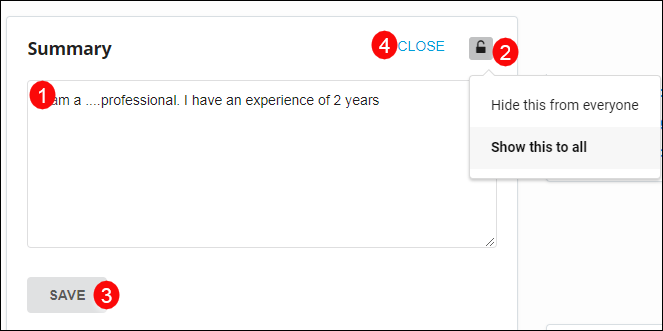 Summary
4 CLOSE
2
1 am a ....professional. I have an experience of 2 years
Hide this from everyone
Show this to all
SAVE 3